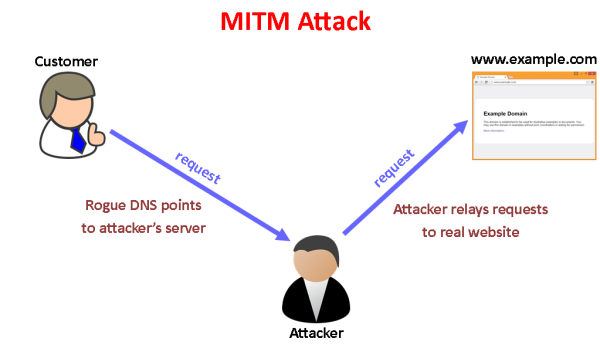 MITM Attack
Customer
www.example.com
Example Domain
request
request
Rogue DNS points
to attacker's server
Attacker relays requests
to real website
Attacker